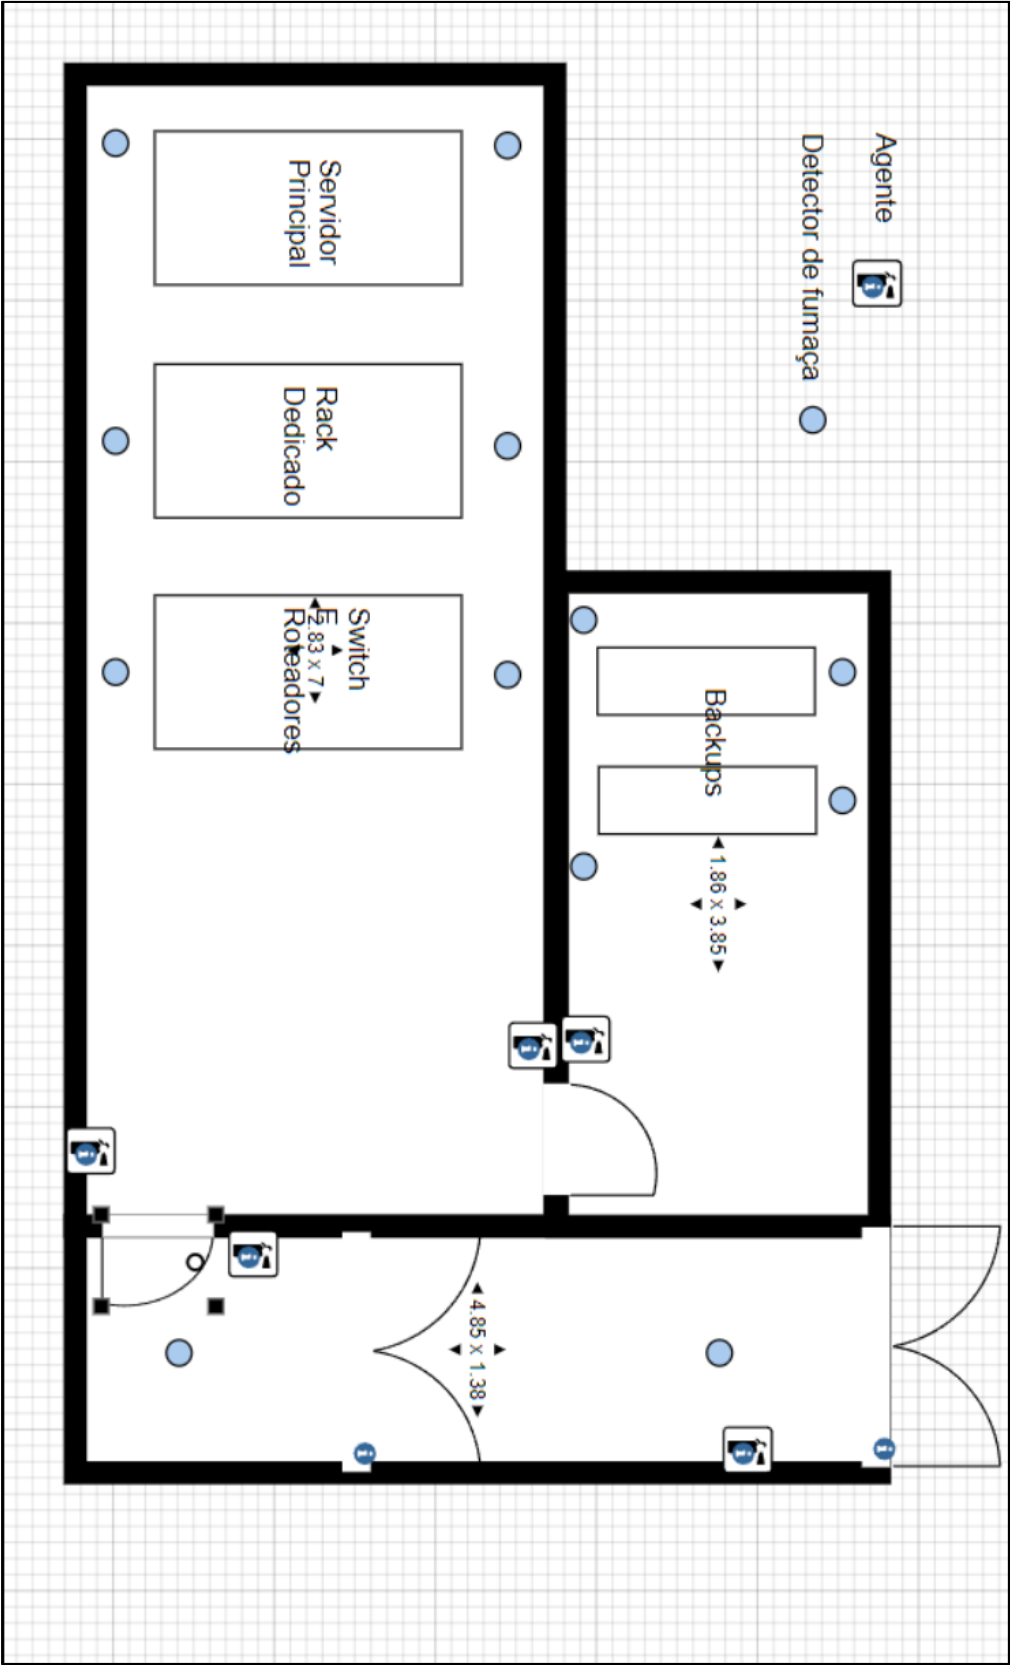 Agente
Detector de fumaça
Servidor
Principal
Rack
Dedicado
Switch
E
Roteadores
2.83 x 7
Backups
1.86 x 3.85
4.85 x 1.38